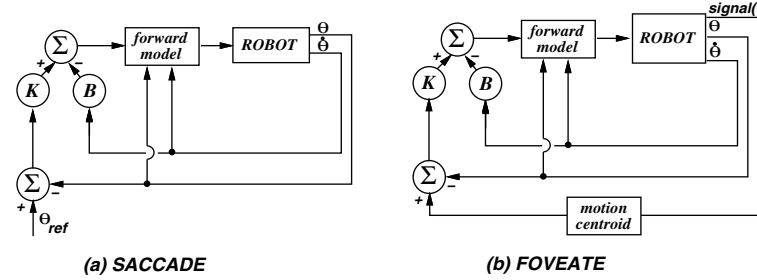 forward
model
ROBOT
Θ
Θ̇
Σ
+
−
K
B
Σ
−
+
Θref
(a) SACCADE
signal(
forward
model
ROBOT
Θ
Θ̇
Σ
+
−
K
B
Σ
−
+
motion
centroid
(b) FOVEATE